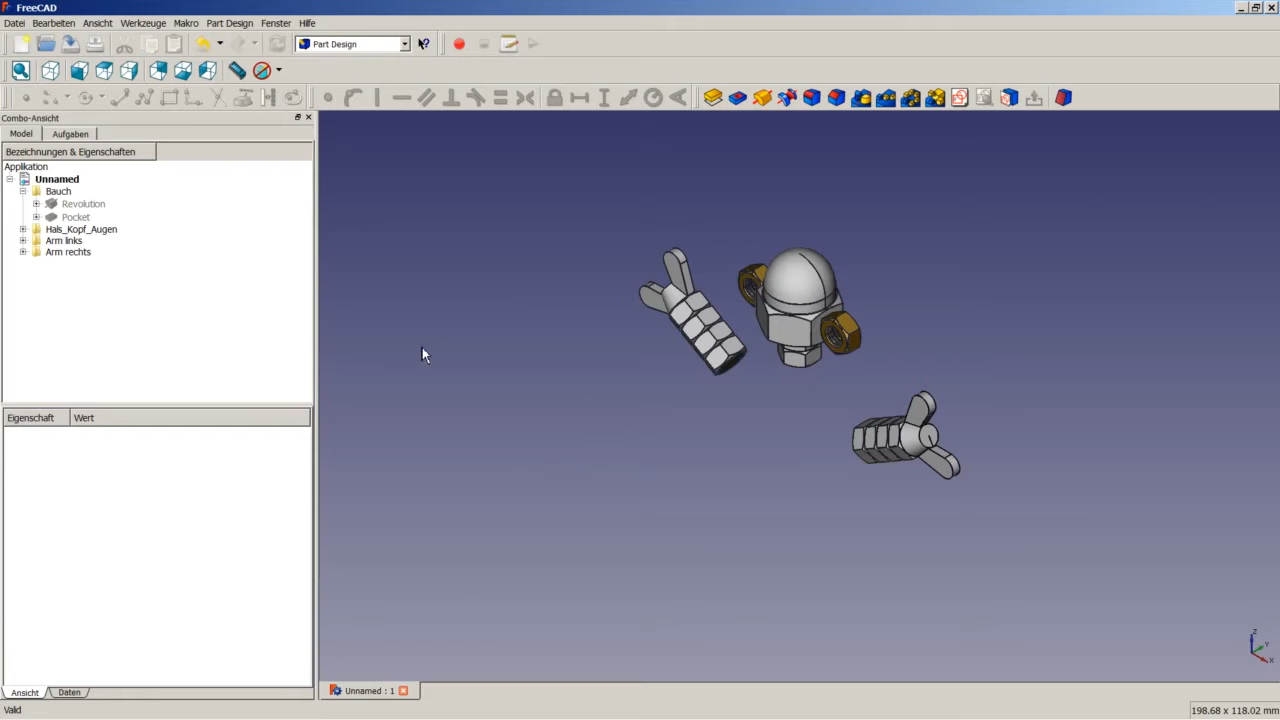 FreeCAD
Datei Bearbeiten Ansicht Werkzeuge Makro Part Design Fenster Hilfe
Part Design
Combo-Ansicht
Model Aufgaben
Bezeichnungen & Eigenschaften
Applikation
Unnamed
Bauch
Revolution
Pocket
Hals_Kopf_Augen
Arm links
Arm rechts
Eigenschaft Wert
Z
Y
X
Ansicht Daten
Unnamed : 1
Valid
198.68 x 118.02 mm